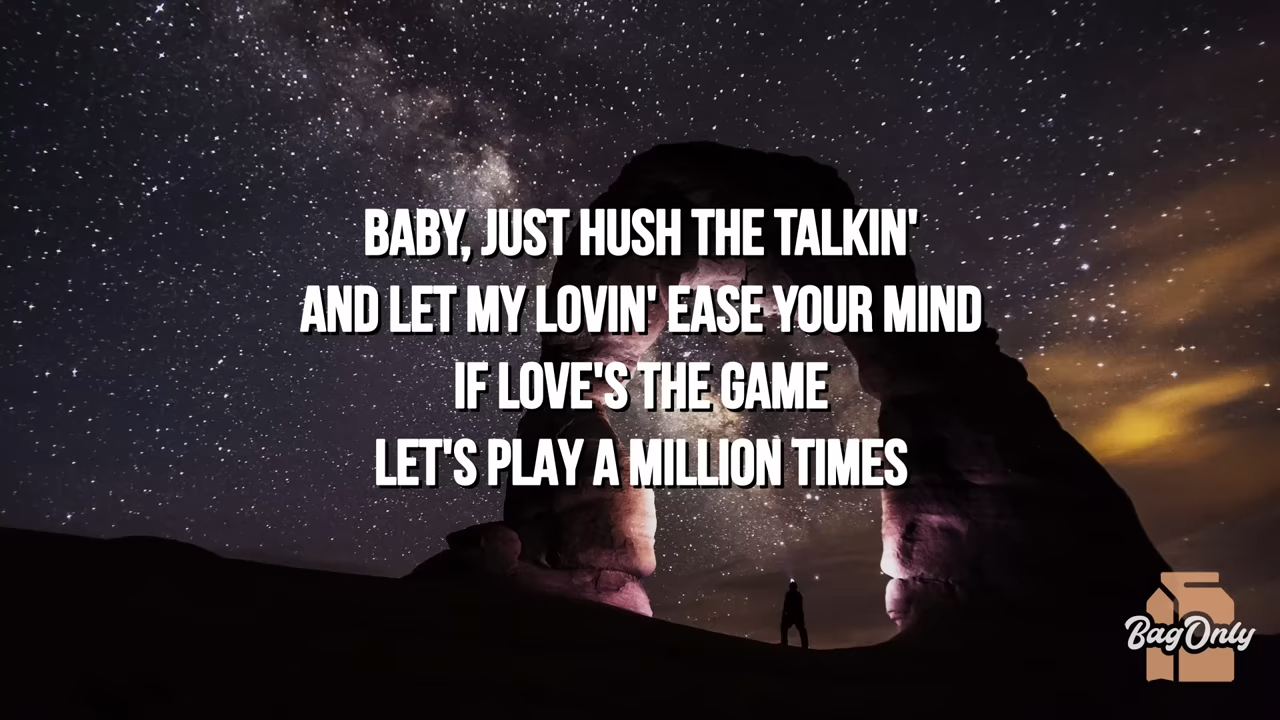 BABY, JUST HUSH THE TALKIN'
AND LET MY LOVIN' EASE YOUR MIND
IF LOVE'S THE GAME
LET'S PLAY A MILLION TIMES
BagOnly